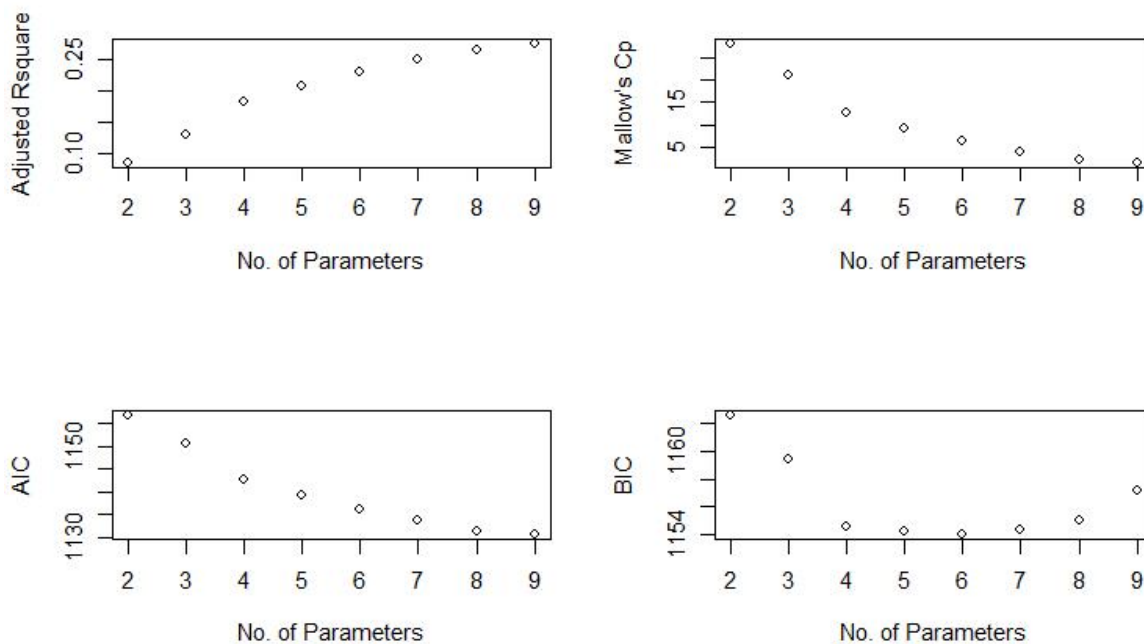 Adjusted Rsquare
0.25
0.10
2 3 4 5 6 7 8 9
No. of Parameters
Mallow's Cp
15
5
2 3 4 5 6 7 8 9
No. of Parameters
AIC
1150
1130
2 3 4 5 6 7 8 9
No. of Parameters
BIC
1160
1154
2 3 4 5 6 7 8 9
No. of Parameters